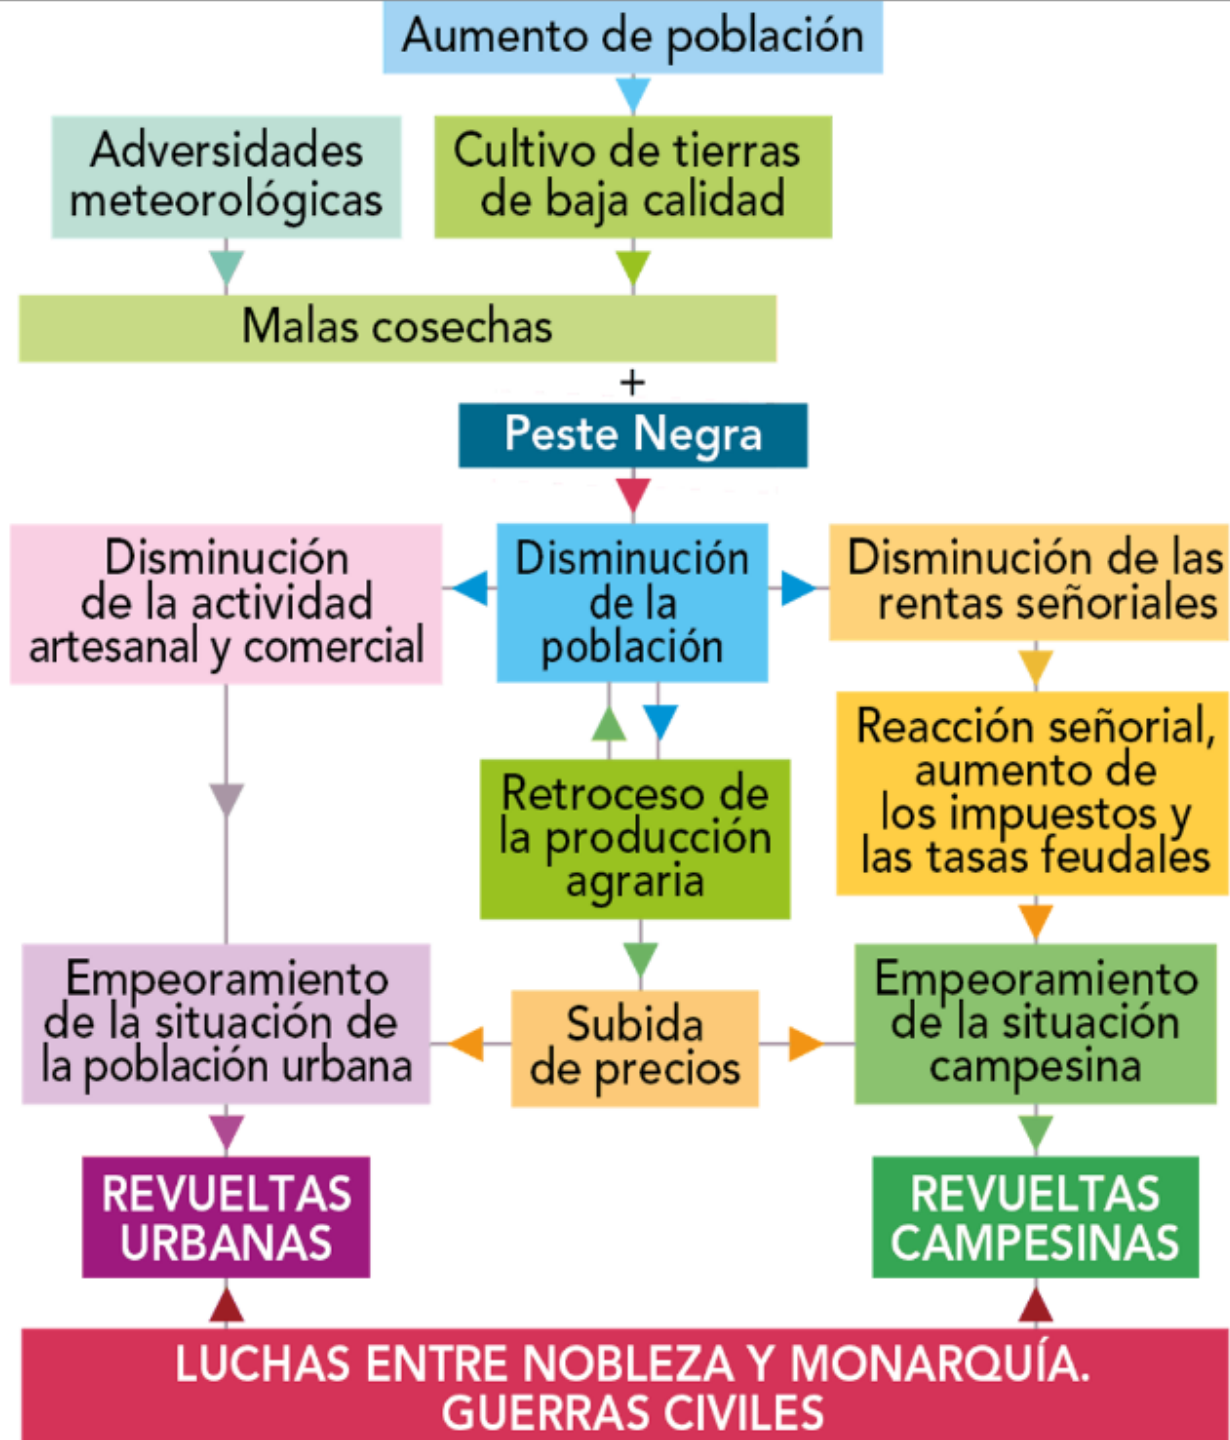 Aumento de población
Adversidades
meteorológicas
Cultivo de tierras
de baja calidad
Malas cosechas
+
Peste Negra
Disminución
de la actividad
artesanal y comercial
Disminución
de la
población
Disminución de las
rentas señoriales
Reacción señorial,
aumento de
los impuestos y
las tasas feudales
Retroceso de
la producción
agraria
Empeoramiento
de la situación de
la población urbana
Subida
de precios
Empeoramiento
de la situación
campesina
REVUELTAS
URBANAS
REVUELTAS
CAMPESINAS
LUCHAS ENTRE NOBLEZA Y MONARQUÍA.
GUERRAS CIVILES